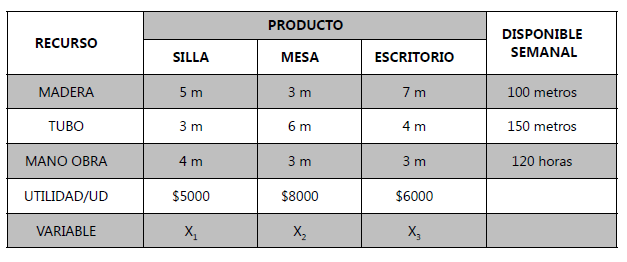 RECURSO PRODUCTO DISPONIBLE SEMANAL
SILLA MESA ESCRITORIO
MADERA 5 m 3 m 7 m 100 metros
TUBO 3 m 6 m 4 m 150 metros
MANO OBRA 4 m 3 m 3 m 120 horas
UTILIDAD/UD $5000 $8000 $6000
VARIABLE X₁ X₂ X₃